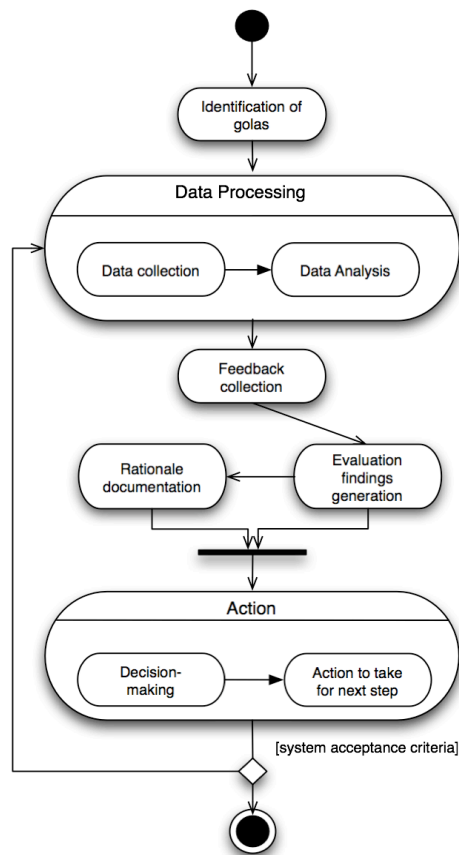 Identification of
golas
Data Processing
Data collection
Data Analysis
Feedback
collection
Rationale
documentation
Evaluation
findings
generation
Action
Decision-
making
Action to take
for next step
[system acceptance criteria]